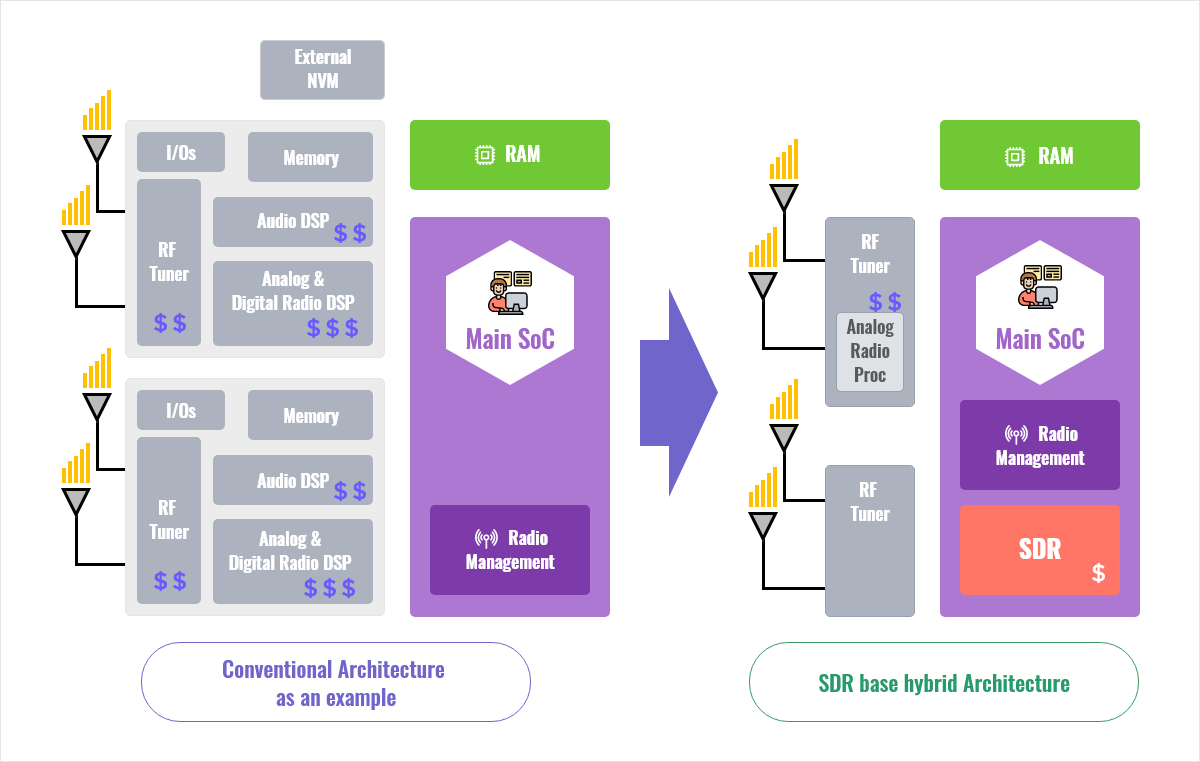 External
NVM
I/Os
Memory
RF
Tuner
$ $
Audio DSP
$ $
Analog &
Digital Radio DSP
$ $ $
I/Os
Memory
RF
Tuner
$ $
Audio DSP
$ $
Analog &
Digital Radio DSP
$ $ $
RAM
Main SoC
Radio
Management
Conventional Architecture
as an example
RF
Tuner
$ $
Analog
Radio
Proc
RF
Tuner
RAM
Main SoC
Radio
Management
SDR
$
SDR base hybrid Architecture